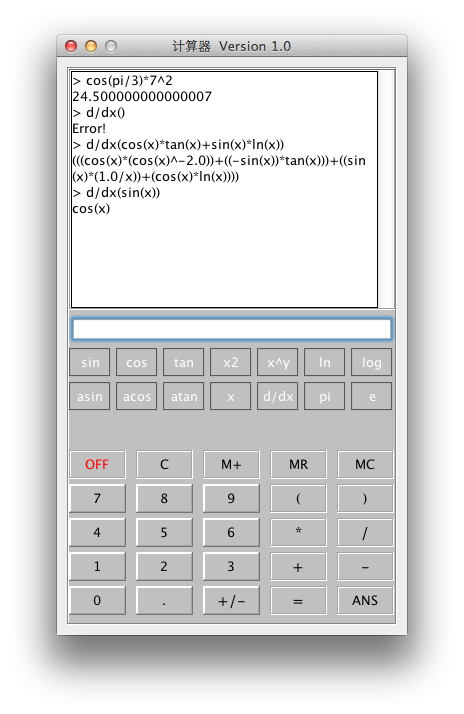 计算器 Version 1.0
> cos(pi/3)*7^2
24.500000000000007
> d/dx()
Error!
> d/dx(cos(x)*tan(x)+sin(x)*ln(x))
(((cos(x)*(cos(x)^-2.0))+((-sin(x))*tan(x)))+((sin
(x)*(1.0/x))+(cos(x)*ln(x))))
> d/dx(sin(x))
cos(x)
sin cos tan x2 x^y ln log
asin acos atan x d/dx pi e
OFF C M+ MR MC
7 8 9 ( )
4 5 6 * /
1 2 3 + -
0 . +/- = ANS